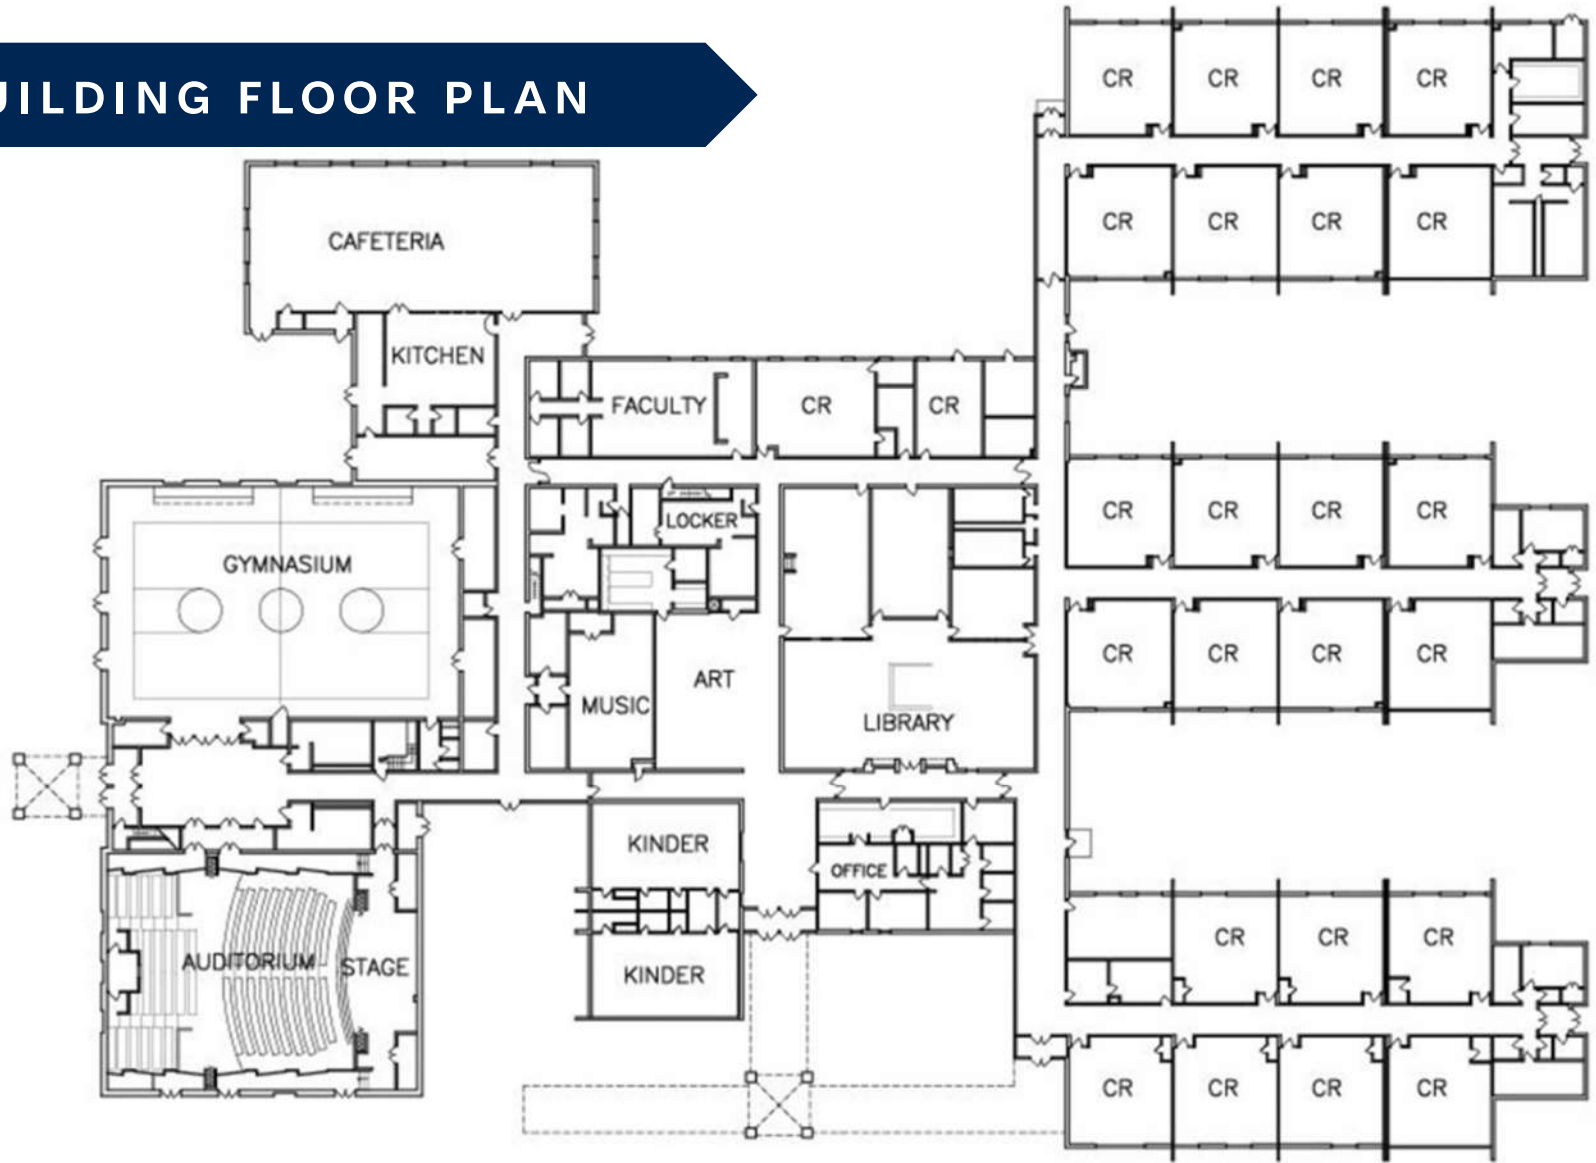 UILDING FLOOR PLAN
CR CR CR CR
CR CR CR CR
CAFETERIA
KITCHEN
FACULTY CR CR
LOCKER
CR CR CR CR
GYMNASIUM
CR CR CR CR
ART
MUSIC
LIBRARY
KINDER
OFFICE
CR CR CR
AUDITORIUM STAGE
KINDER
CR CR CR CR